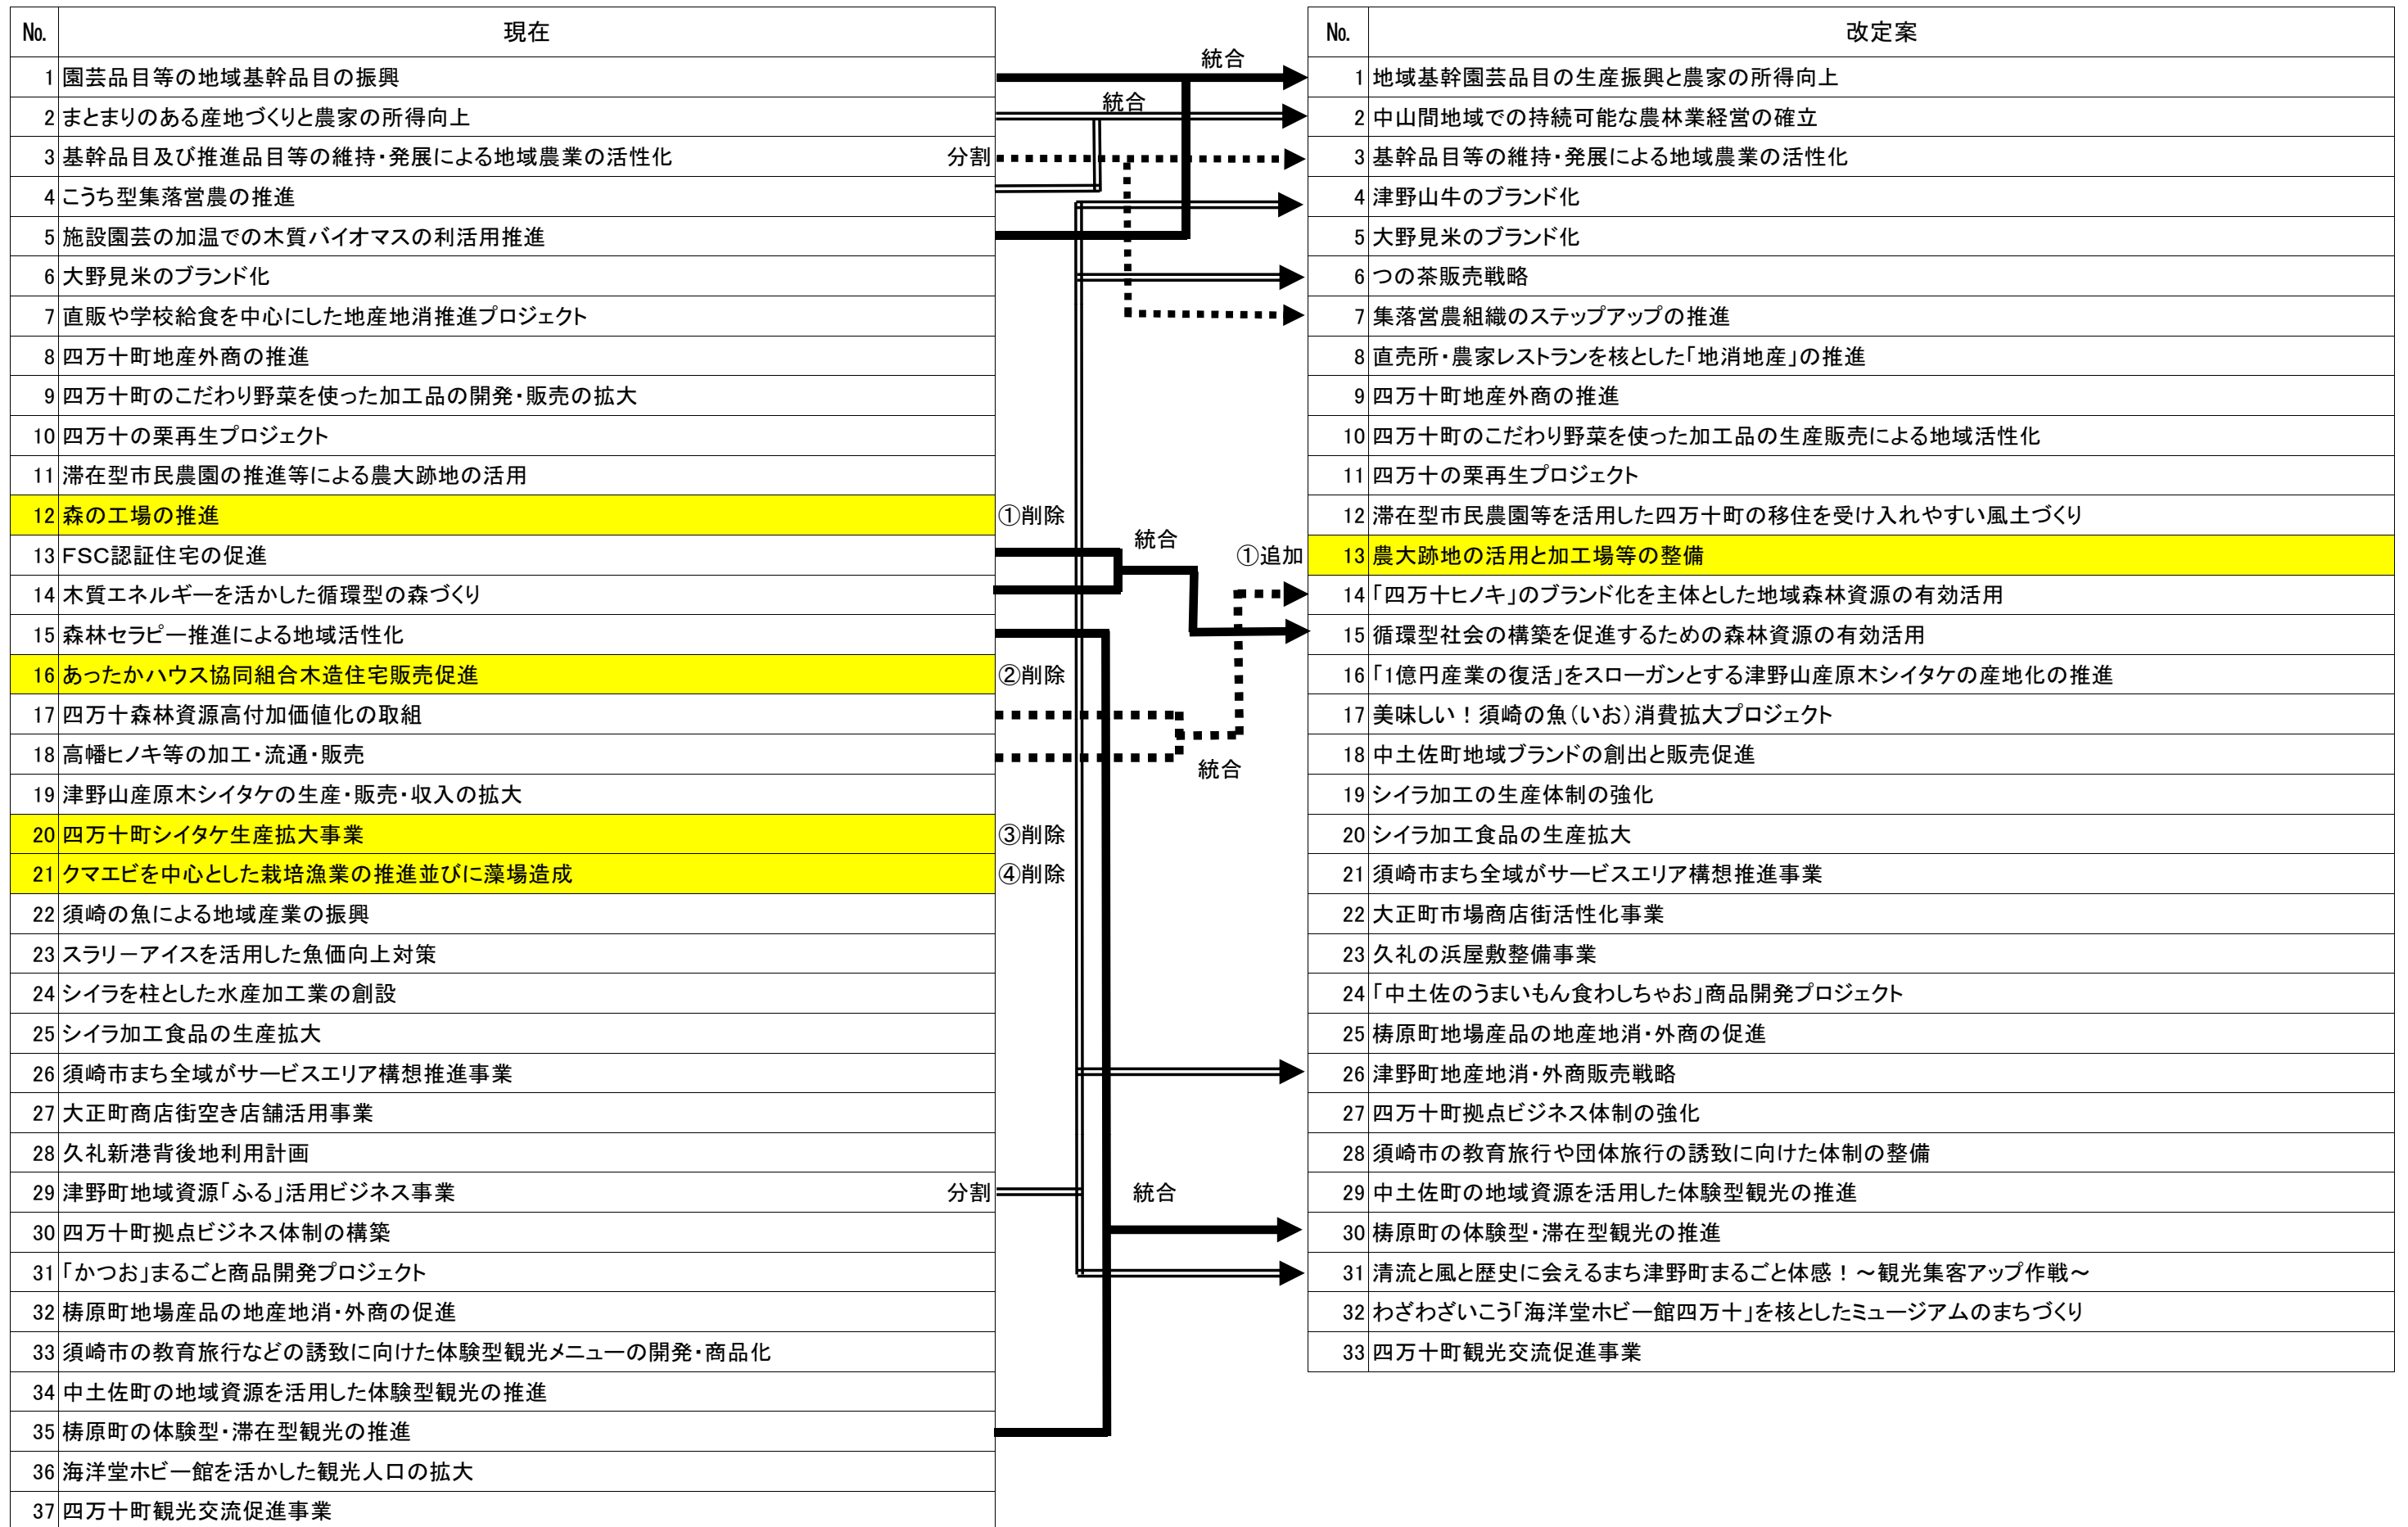 No. 現在
1 園芸品目等の地域基幹品目の振興
2 まとまりのある産地づくりと農家の所得向上
3 基幹品目及び推進品目等の維持・発展による地域農業の活性化 分割
4 こうち型集落営農の推進
5 施設園芸の加温での木質バイオマスの利活用推進
6 大野見米のブランド化
7 直販や学校給食を中心にした地産地消推進プロジェクト
8 四万十町地産外商の推進
9 四万十町のこだわり野菜を使った加工品の開発・販売の拡大
10 四万十の栗再生プロジェクト
11 滞在型市民農園の推進等による農大跡地の活用
12 森の工場の推進 ①削除
13 FSC認証住宅の促進
14 木質エネルギーを活かした循環型の森づくり
15 森林セラピー推進による地域活性化
16 あったかハウス協同組合木造住宅販売促進 ②削除
17 四万十森林資源高付加価値化の取組
18 高幡ヒノキ等の加工・流通・販売
19 津野山産原木シイタケの生産・販売・収入の拡大
20 四万十町シイタケ生産拡大事業 ③削除
21 クマエビを中心とした栽培漁業の推進並びに藻場造成 ④削除
22 須崎の魚による地域産業の振興
23 スラリーアイスを活用した魚価向上対策
24 シイラを柱とした水産加工業の創設
25 シイラ加工食品の生産拡大
26 須崎市まち全域がサービスエリア構想推進事業
27 大正町商店街空き店舗活用事業
28 久礼新港背後地利用計画
29 津野町地域資源「ふる」活用ビジネス事業 分割
30 四万十町拠点ビジネス体制の構築
31 「かつお」まるごと商品開発プロジェクト
32 梼原町地場産品の地産地消・外商の促進
33 須崎市の教育旅行などの誘致に向けた体験型観光メニューの開発・商品化
34 中土佐町の地域資源を活用した体験型観光の推進
35 梼原町の体験型・滞在型観光の推進
36 海洋堂ホビー館を活かした観光人口の拡大
37 四万十町観光交流促進事業
統合
統合
統合
統合
統合
No. 改定案
1 地域基幹園芸品目の生産振興と農家の所得向上
2 中山間地域での持続可能な農林業経営の確立
3 基幹品目等の維持・発展による地域農業の活性化
4 津野山牛のブランド化
5 大野見米のブランド化
6 つの茶販売戦略
7 集落営農組織のステップアップの推進
8 直売所・農家レストランを核とした「地消地産」の推進
9 四万十町地産外商の推進
10 四万十町のこだわり野菜を使った加工品の生産販売による地域活性化
11 四万十の栗再生プロジェクト
12 滞在型市民農園等を活用した四万十町の移住を受け入れやすい風土づくり
①追加 13 農大跡地の活用と加工場等の整備
14 「四万十ヒノキ」のブランド化を主体とした地域森林資源の有効活用
15 循環型社会の構築を促進するための森林資源の有効活用
16 「1億円産業の復活」をスローガンとする津野山産原木シイタケの産地化の推進
17 美味しい！須崎の魚（いお）消費拡大プロジェクト
18 中土佐町地域ブランドの創出と販売促進
19 シイラ加工の生産体制の強化
20 シイラ加工食品の生産拡大
21 須崎市まち全域がサービスエリア構想推進事業
22 大正町市場商店街活性化事業
23 久礼の浜屋敷整備事業
24 「中土佐のうまいもん食わしちゃお」商品開発プロジェクト
25 梼原町地場産品の地産地消・外商の促進
26 津野町地産地消・外商販売戦略
27 四万十町拠点ビジネス体制の強化
28 須崎市の教育旅行や団体旅行の誘致に向けた体制の整備
29 中土佐町の地域資源を活用した体験型観光の推進
30 梼原町の体験型・滞在型観光の推進
31 清流と風と歴史に会えるまち津野町まるごと体感！～観光集客アップ作戦～
32 わざわざいこう「海洋堂ホビー館四万十」を核としたミュージアムのまちづくり
33 四万十町観光交流促進事業